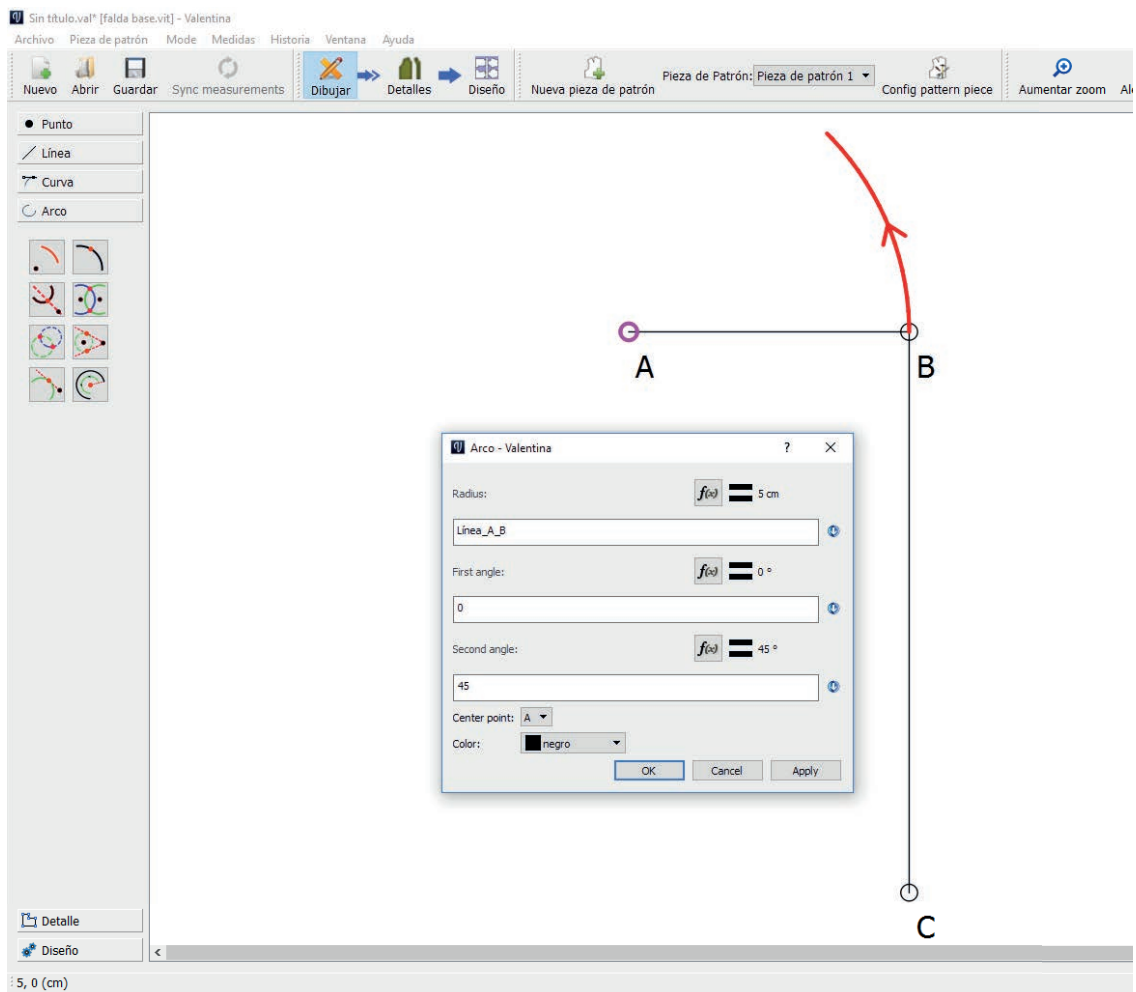 Sin título.val* [falda base.vit] - Valentina
Archivo Pieza de patrón Mode Medidas Historia Ventana Ayuda
Nuevo Abrir Guardar Sync measurements Dibujar Detalles Diseño Nueva pieza de patrón Pieza de Patrón: Pieza de patrón 1 Config pattern piece Aumentar zoom Ale
Punto
Línea
Curva
Arco
A
B
Arco - Valentina ?
Radius: f(x) 5 cm
Línea_A_B
First angle: f(x) 0 °
0
Second angle: f(x) 45 °
45
Center point: A
Color: negro
OK Cancel Apply
C
Detalle
Diseño
5, 0 (cm)